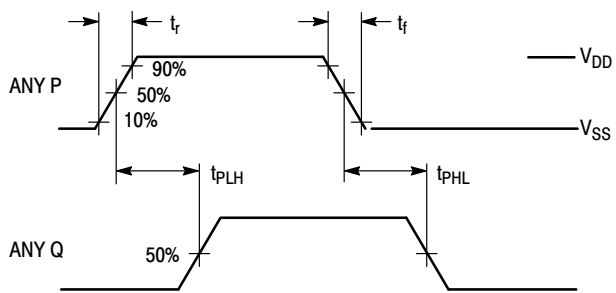 tr
tf
VDD
90%
ANY P
50%
10%
VSS
tPLH
tPHL
ANY Q
50%